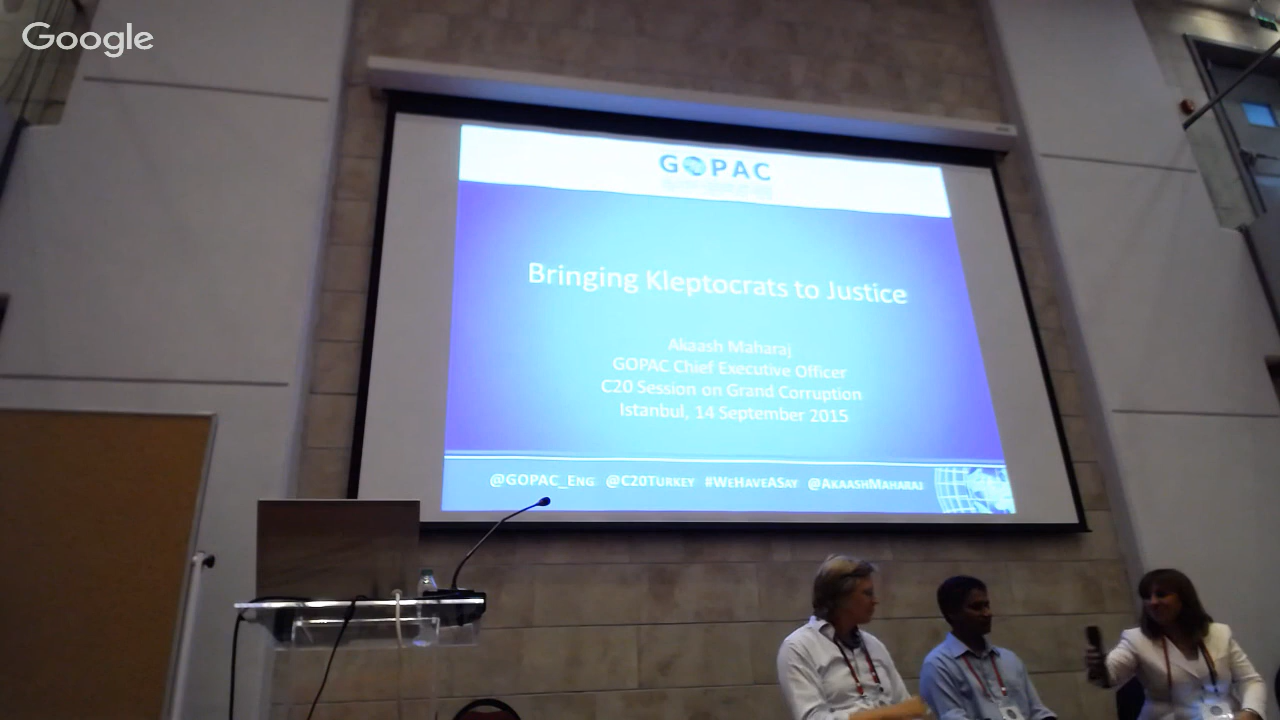 Google
GOPAC
Bringing Kleptocrats to Justice
Akaash Maharaj
GOPAC Chief Executive Officer
C20 Session on Grand Corruption
Istanbul, 14 September 2015
@GOPAC_ENG @C20TURKEY #WEHAVEASAY @AKAASHMAHARAJ